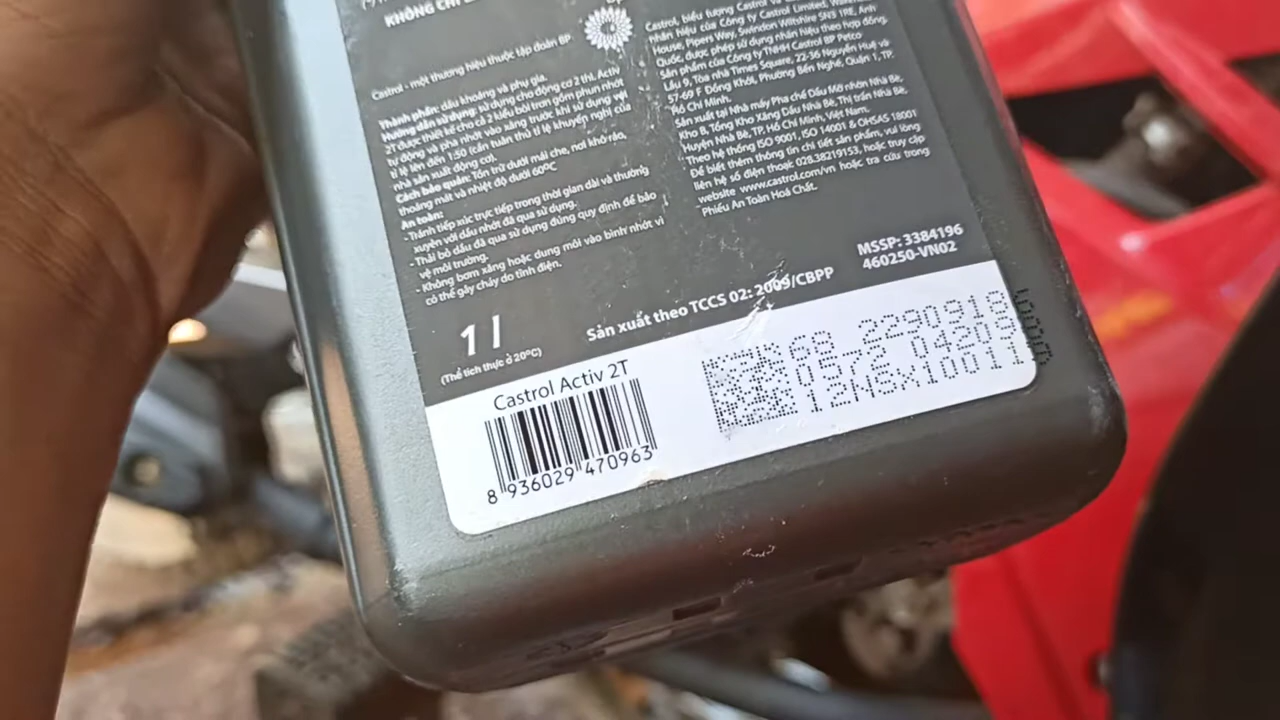 KHÔNG CHỈ
Castrol - một thương hiệu thuộc tập đoàn BP
Thành phần: dầu khoáng và phụ gia.
Hướng dẫn sử dụng: sử dụng cho động cơ 2 thì. Activ
2T được thiết kế cho cả 2 kiểu bôi trơn gồm phun nhớt
tự động và pha nhớt vào xăng trước khi sử dụng với
tỉ lệ lên đến 1:50 (cần tuân thủ tỉ lệ khuyến nghị của
nhà sản xuất động cơ).
Cách bảo quản: Tồn trữ dưới mái che, nơi khô ráo,
thoáng mát và nhiệt độ dưới 60ºC
An toàn:
- Tránh tiếp xúc trực tiếp trong thời gian dài và thường
xuyên với dầu nhớt đã qua sử dụng.
- Thải bỏ dầu đã qua sử dụng đúng quy định để bảo
vệ môi trường.
- Không bơm xăng hoặc dung môi vào bình nhớt vì
có thể gây cháy do tĩnh điện.
Castrol, biểu tượng Castrol và
nhãn hiệu của Công ty Castrol Limited,
House, Pipers Way, Swindon Wiltshire SN3 1RE, Anh
Quốc, được phép sử dụng nhãn hiệu theo hợp đồng.
Sản phẩm của Công ty TNHH Castrol BP Petco
Lầu 9, Tòa nhà Times Square, 22-36 Nguyễn Huệ và
57-69 F Đồng Khởi, Phường Bến Nghé, Quận 1, TP.
Hồ Chí Minh.
Sản xuất tại Nhà máy Pha chế Dầu Mỡ nhờn Nhà Bè,
Kho B, Tổng Kho Xăng Dầu Nhà Bè, Thị trấn Nhà Bè,
Huyện Nhà Bè, TP. Hồ Chí Minh, Việt Nam.
Theo hệ thống ISO 9001, ISO 14001 & OHSAS 18001
Để biết thêm thông tin chi tiết sản phẩm, vui lòng
liên hệ số điện thoại: 028.38219153, hoặc truy cập
website www.castrol.com/vn hoặc tra cứu trong
Phiếu An Toàn Hoá Chất.
1 l
(Thể tích thực ở 20ºC)
Sản xuất theo TCCS 02: 2009/CBPP
MSSP: 3384196
460250-VN02
Castrol Activ 2T
8 936029 470963
68 2290918
0572 04209
12NSX10011